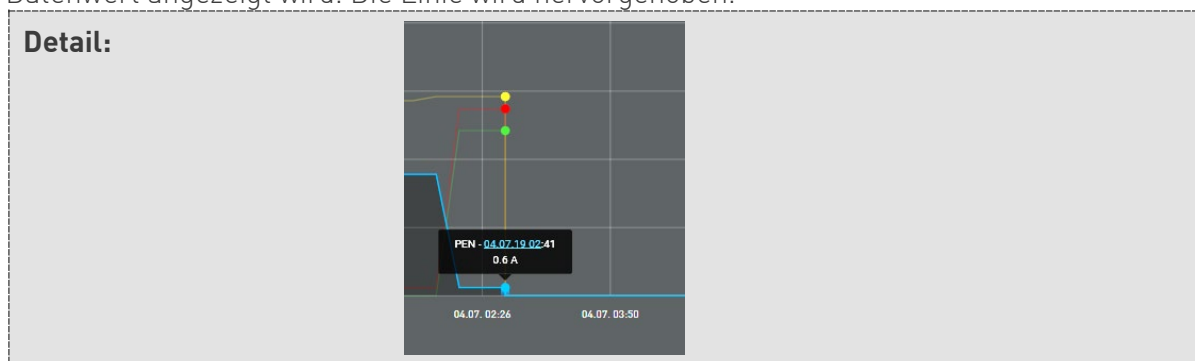 Datenwert angezeigt wird. Die Linie wird hervorgehoben.
Detail:
PEN - 04.07.19 02:41
0.6 A
04.07. 02:26 04.07. 03:50